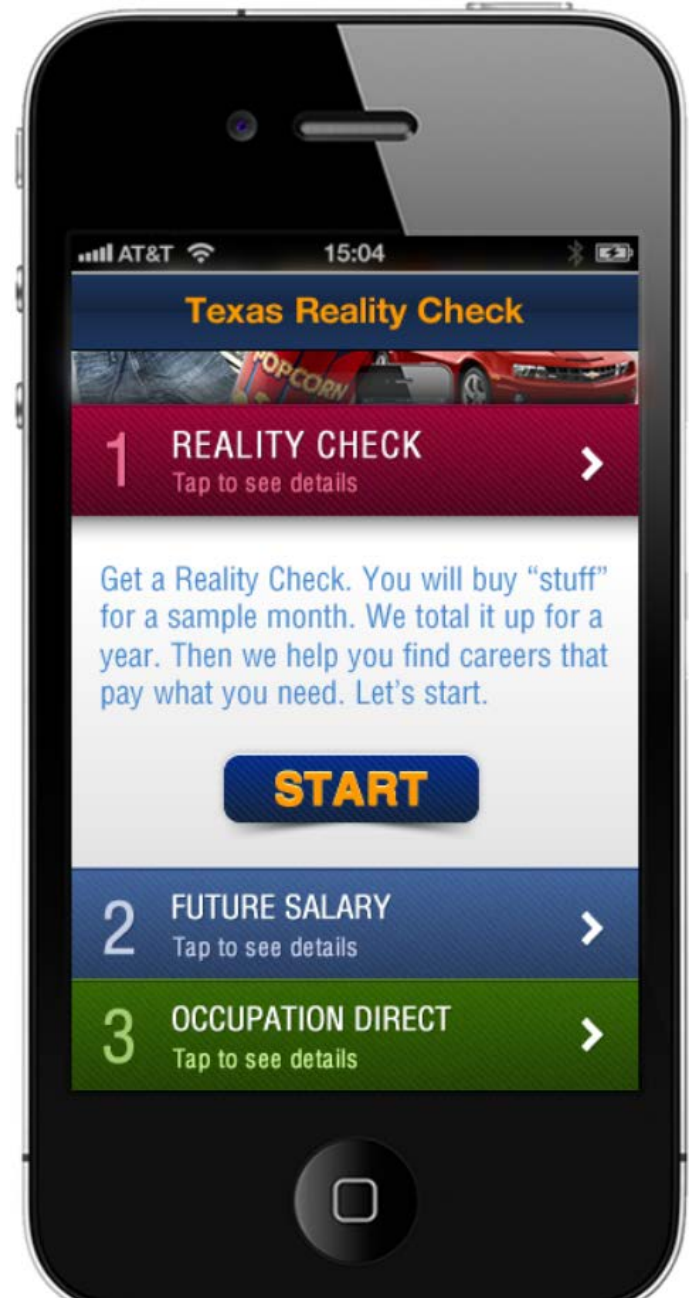 AT&T 15:04
Texas Reality Check
POPCORN
1 REALITY CHECK
Tap to see details
Get a Reality Check. You will buy “stuff”
for a sample month. We total it up for a
year. Then we help you find careers that
pay what you need. Let’s start.
START
2 FUTURE SALARY
Tap to see details
3 OCCUPATION DIRECT
Tap to see details